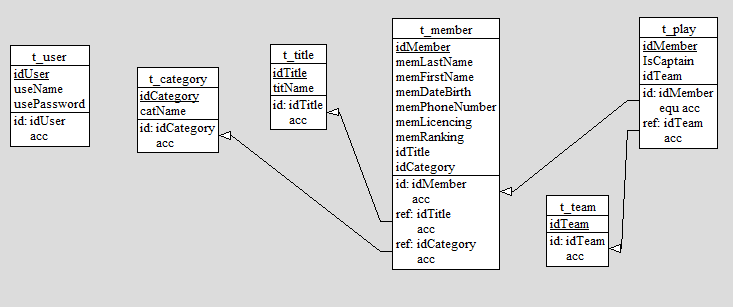 t_user
idUser
useName
usePassword
id: idUser
acc
t_category
idCategory
catName
id: idCategory
acc
t_title
idTitle
titName
id: idTitle
acc
t_member
idMember
memLastName
memFirstName
memDateBirth
memPhoneNumber
memLicencing
memRanking
idTitle
idCategory
id: idMember
acc
ref: idTitle
acc
ref: idCategory
acc
t_team
idTeam
id: idTeam
acc
t_play
idMember
IsCaptain
idTeam
id: idMember
equ acc
ref: idTeam
acc